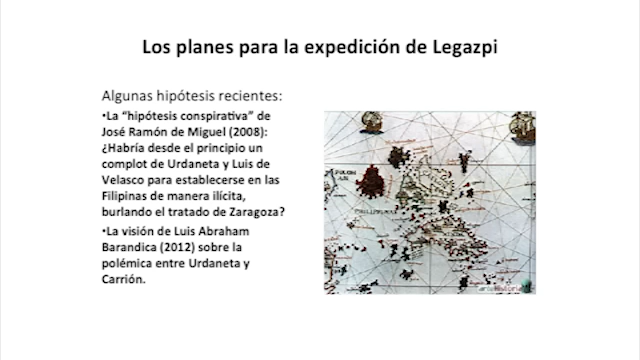 Los planes para la expedición de Legazpi
Algunas hipótesis recientes:
•La “hipótesis conspirativa” de
José Ramón de Miguel (2008):
¿Habría desde el principio un
complot de Urdaneta y Luis de
Velasco para establecerse en las
Filipinas de manera ilícita,
burlando el tratado de Zaragoza?
•La visión de Luis Abraham
Barandica (2012) sobre la
polémica entre Urdaneta y
Carrión.